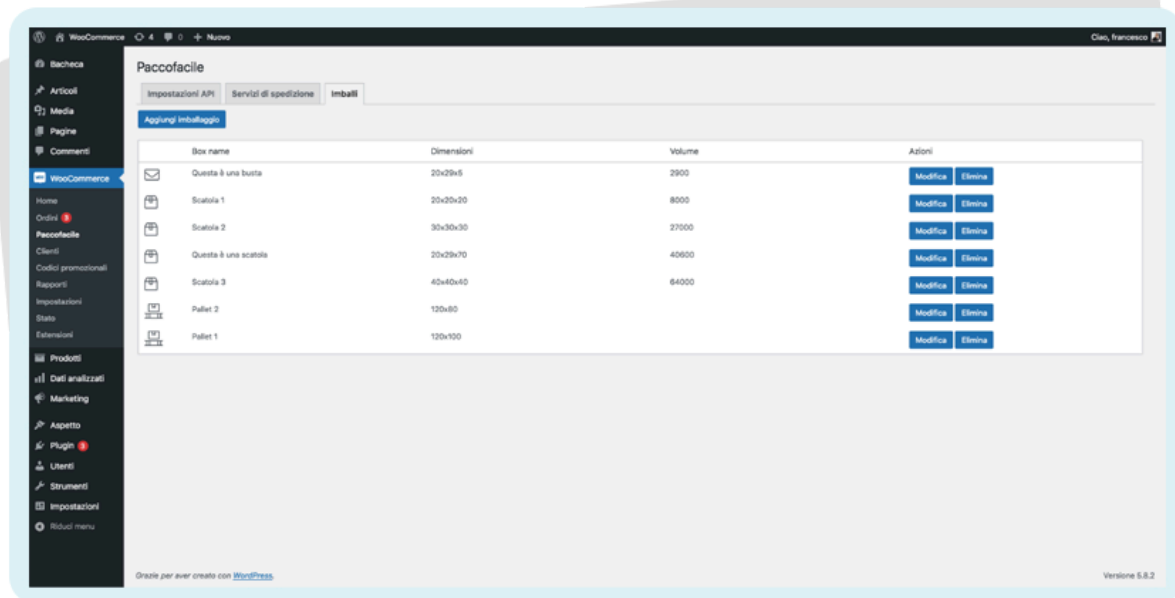 WooCommerce 4 0 + Nuovo Ciao, francesco
Bacheca
Articoli
Media
Pagine
Commenti
WooCommerce
Home
Ordini 3
Paccofacile
Clienti
Codici promozionali
Rapporti
Impostazioni
Stato
Estensioni
Prodotti
Dati analizzati
Marketing
Aspetto
Plugin 3
Utenti
Strumenti
Impostazioni
Riduci menu
Paccofacile
Impostazioni API Servizi di spedizione Imballi
Aggiungi imballaggio
Box name Dimensioni Volume Azioni
Questa è una busta 20x29x5 2900 Modifica Elimina
Scatola 1 20x20x20 8000 Modifica Elimina
Scatola 2 30x30x30 27000 Modifica Elimina
Questa è una scatola 20x29x70 40600 Modifica Elimina
Scatola 3 40x40x40 64000 Modifica Elimina
Pallet 2 120x80 Modifica Elimina
Pallet 1 120x100 Modifica Elimina
Grazie per aver creato con WordPress. Versione 5.8.2